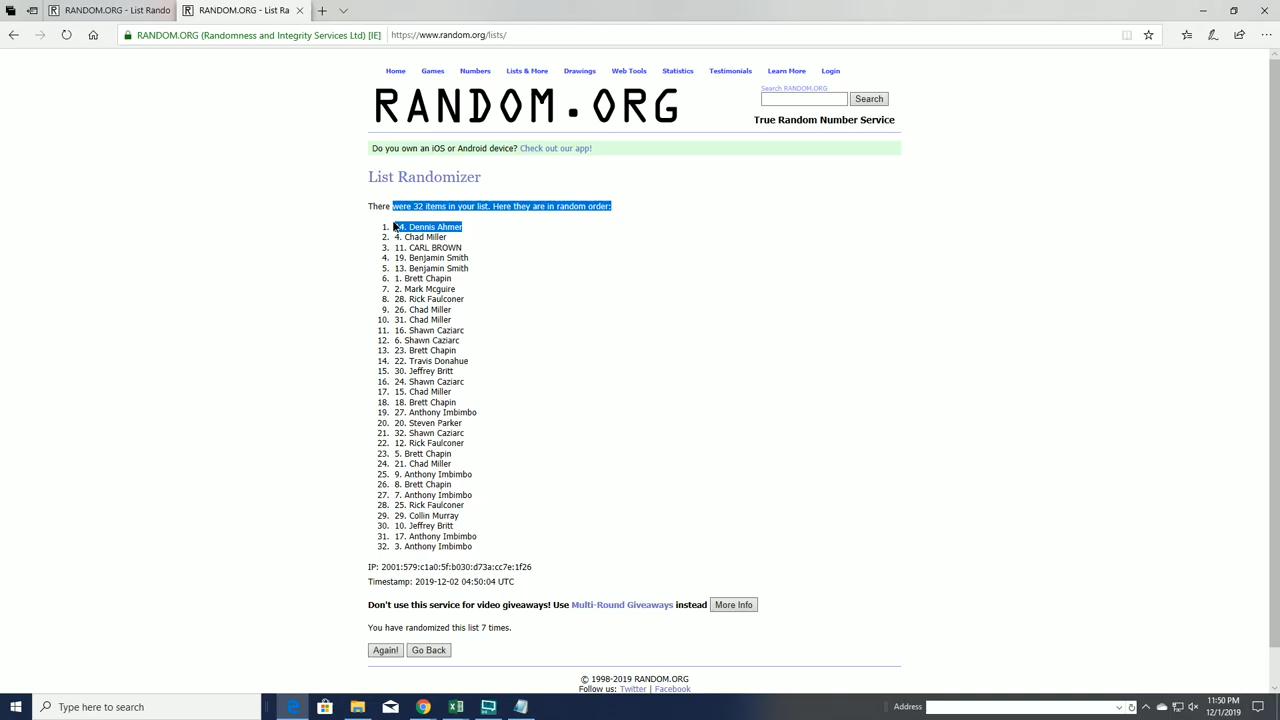 RANDOM.ORG - List Rando
RANDOM.ORG - List Ra
RANDOM.ORG (Randomness and Integrity Services Ltd) [IE]
https://www.random.org/lists/
Home Games Numbers Lists & More Drawings Web Tools Statistics Testimonials Learn More Login
RANDOM.ORG
Search RANDOM.ORG
Search
True Random Number Service
Do you own an iOS or Android device? Check out our app!
List Randomizer
There were 32 items in your list. Here they are in random order:
1. 14. Dennis Ahmer
2. 4. Chad Miller
3. 11. CARL BROWN
4. 19. Benjamin Smith
5. 13. Benjamin Smith
6. 1. Brett Chapin
7. 2. Mark Mcguire
8. 28. Rick Faulconer
9. 26. Chad Miller
10. 31. Chad Miller
11. 16. Shawn Caziarc
12. 6. Shawn Caziarc
13. 23. Brett Chapin
14. 22. Travis Donahue
15. 30. Jeffrey Britt
16. 24. Shawn Caziarc
17. 15. Chad Miller
18. 18. Brett Chapin
19. 27. Anthony Imbimbo
20. 20. Steven Parker
21. 32. Shawn Caziarc
22. 12. Rick Faulconer
23. 5. Brett Chapin
24. 21. Chad Miller
25. 9. Anthony Imbimbo
26. 8. Brett Chapin
27. 7. Anthony Imbimbo
28. 25. Rick Faulconer
29. 29. Collin Murray
30. 10. Jeffrey Britt
31. 17. Anthony Imbimbo
32. 3. Anthony Imbimbo
IP: 2001:579:c1a0:5f:b030:d73a:cc7e:1f26
Timestamp: 2019-12-02 04:50:04 UTC
Don't use this service for video giveaways! Use Multi-Round Giveaways instead More Info
You have randomized this list 7 times.
Again! Go Back
© 1998-2019 RANDOM.ORG
Follow us: Twitter | Facebook
Type here to search
Address
11:50 PM
12/1/2019